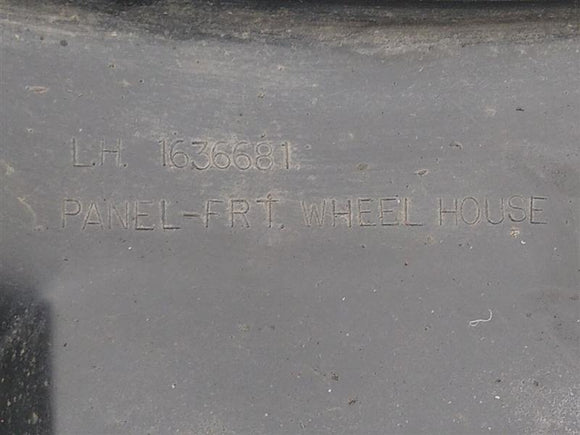 L.H. 1636681
PANEL-FRT. WHEEL HOUSE